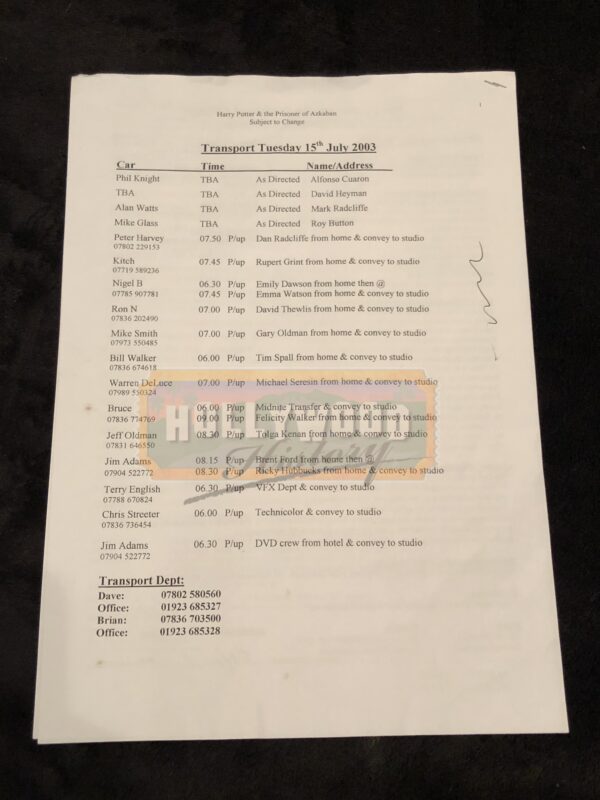 Harry Potter & the Prisoner of Azkaban
Subject to Change
Transport Tuesday 15th July 2003
Car Time Name/Address
Phil Knight TBA As Directed Alfonso Cuaron
TBA TBA As Directed David Heyman
Alan Watts TBA As Directed Mark Radcliffe
Mike Glass TBA As Directed Roy Button
Peter Harvey 07.50 P/up Dan Radcliffe from home & convey to studio
07802 229153
Kitch 07.45 P/up Rupert Grint from home & convey to studio
07719 589236
Nigel B 06.30 P/up Emily Dawson from home then @
07785 907781 07.45 P/up Emma Watson from home & convey to studio
Ron N 07.00 P/up David Thewlis from home & convey to studio
07836 202490
Mike Smith 07.00 P/up Gary Oldman from home & convey to studio
07973 550485
Bill Walker 06.00 P/up Tim Spall from home & convey to studio
07836 674618
Warren DeLuce 07.00 P/up Michael Seresin from home & convey to studio
07989 550324
Bruce 06.00 P/up Midnite Transfer & convey to studio
07836 774769 09.00 P/up Felicity Walker from home & convey to studio
Jeff Oldman 08.30 P/up Tolga Kenan from home & convey to studio
07831 646550
Jim Adams 08.15 P/up Brent Ford from home then @
07904 522772 08.30 P/up Ricky Hubbucks from home & convey to studio
Terry English 06.30 P/up VFX Dept & convey to studio
07788 670824
Chris Streeter 06.00 P/up Technicolor & convey to studio
07836 736454
Jim Adams 06.30 P/up DVD crew from hotel & convey to studio
07904 522772
Transport Dept:
Dave: 07802 580560
Office: 01923 685327
Brian: 07836 703500
Office: 01923 685328
HOLLYWOOD
History